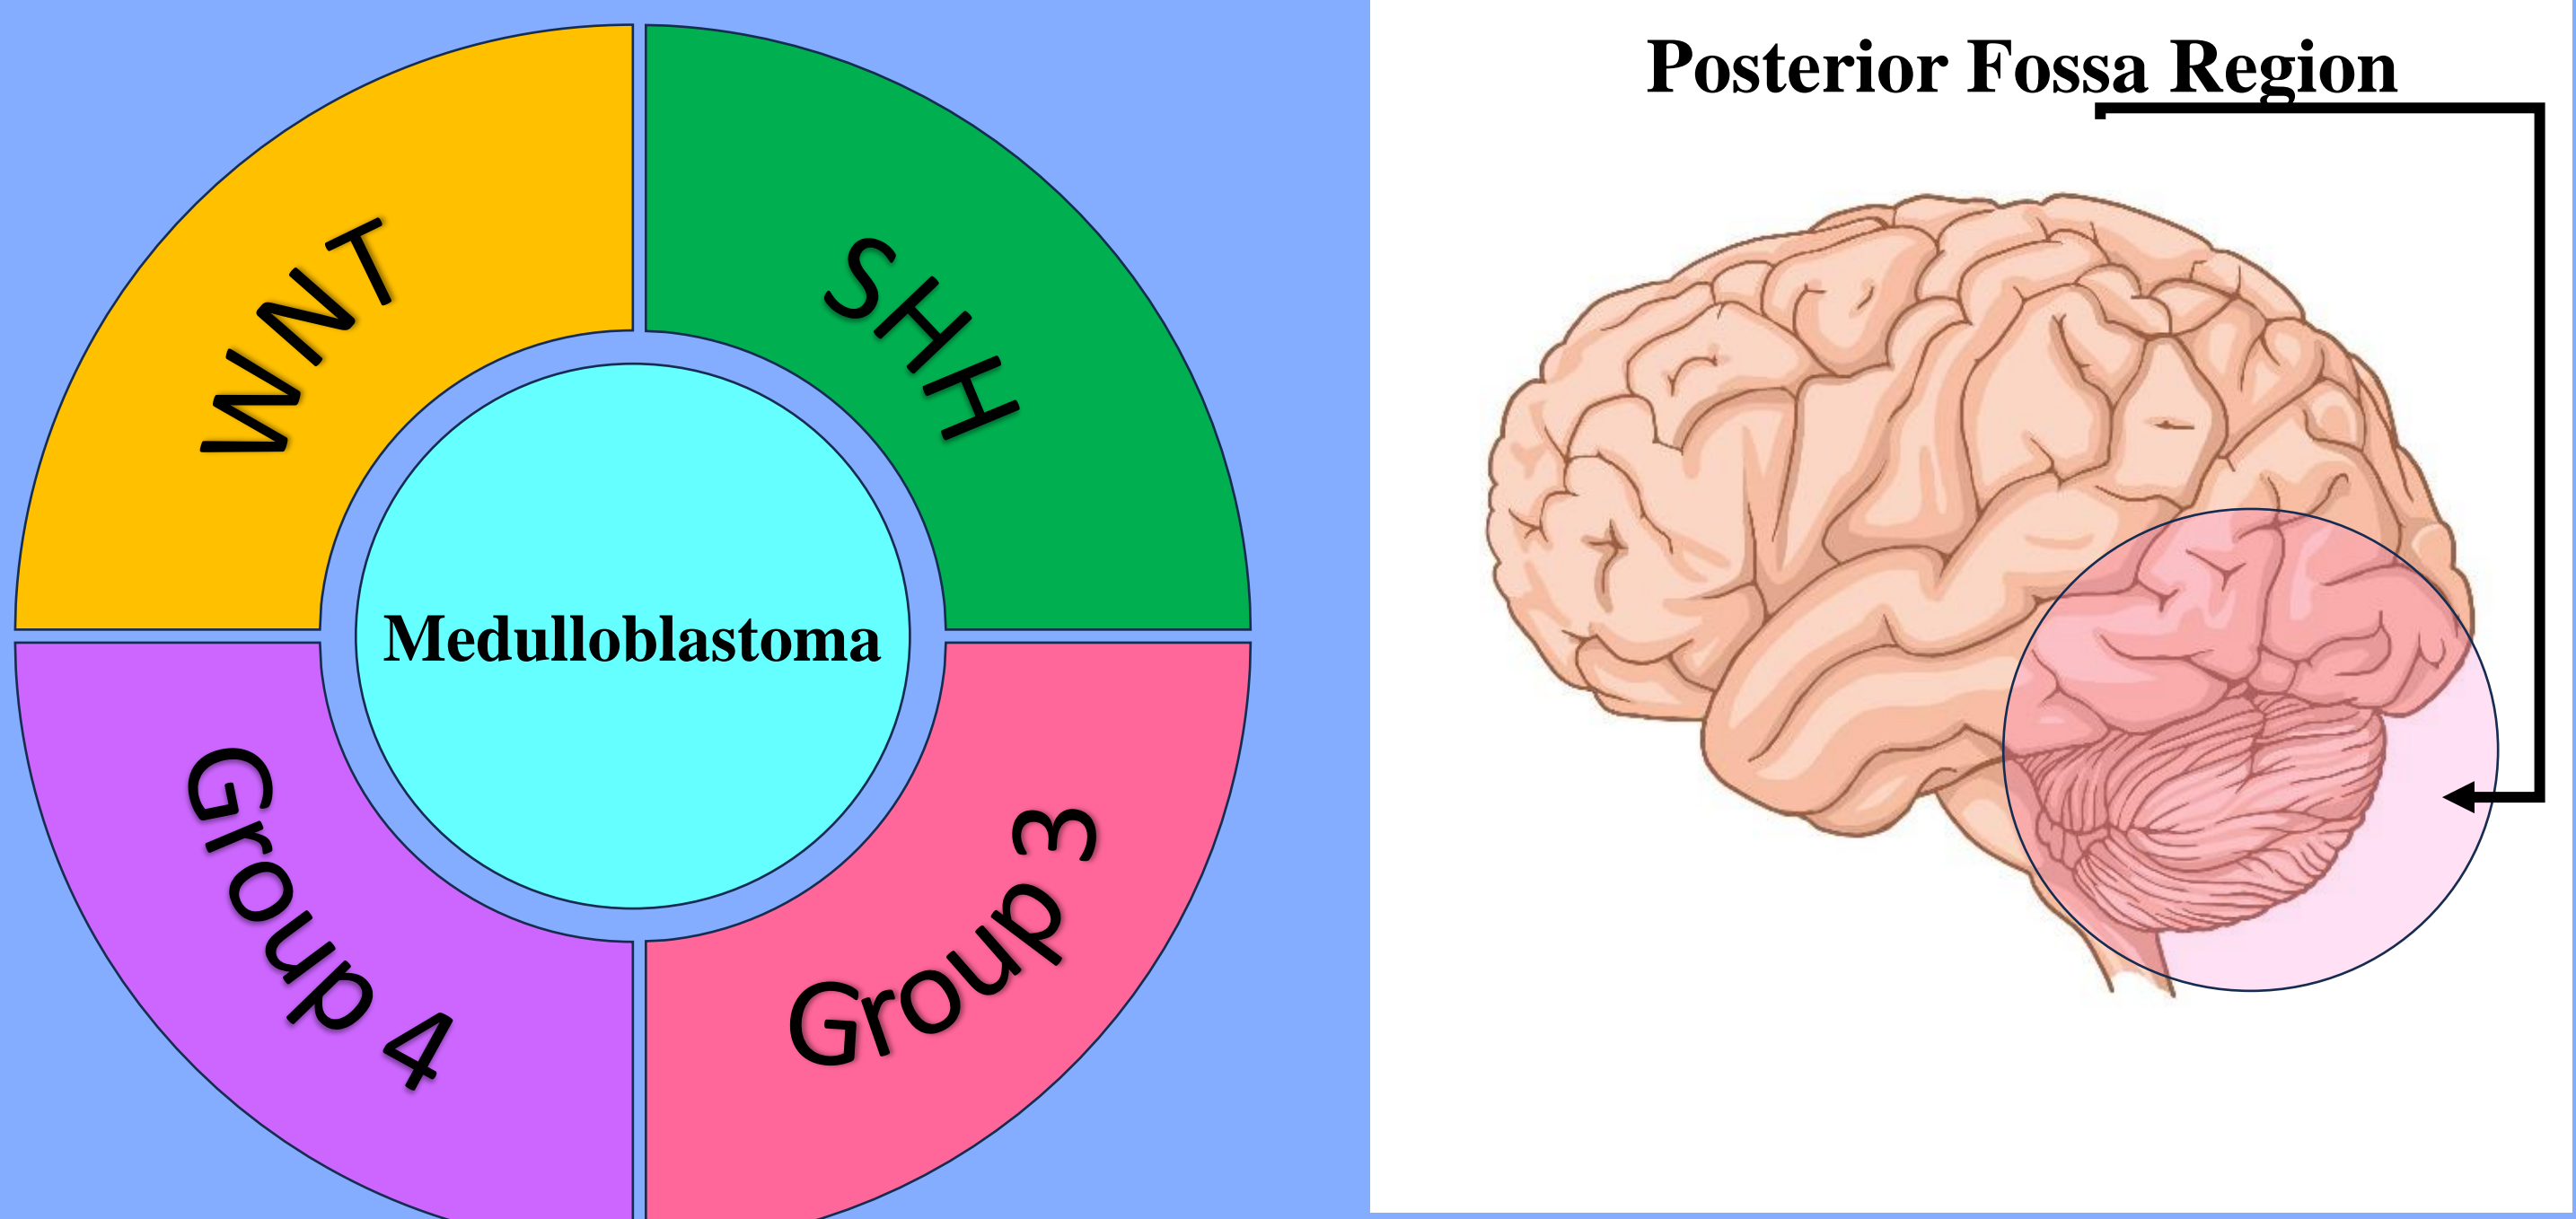 WNT
SHH
Medulloblastoma
Group 4
Group 3
Posterior Fossa Region